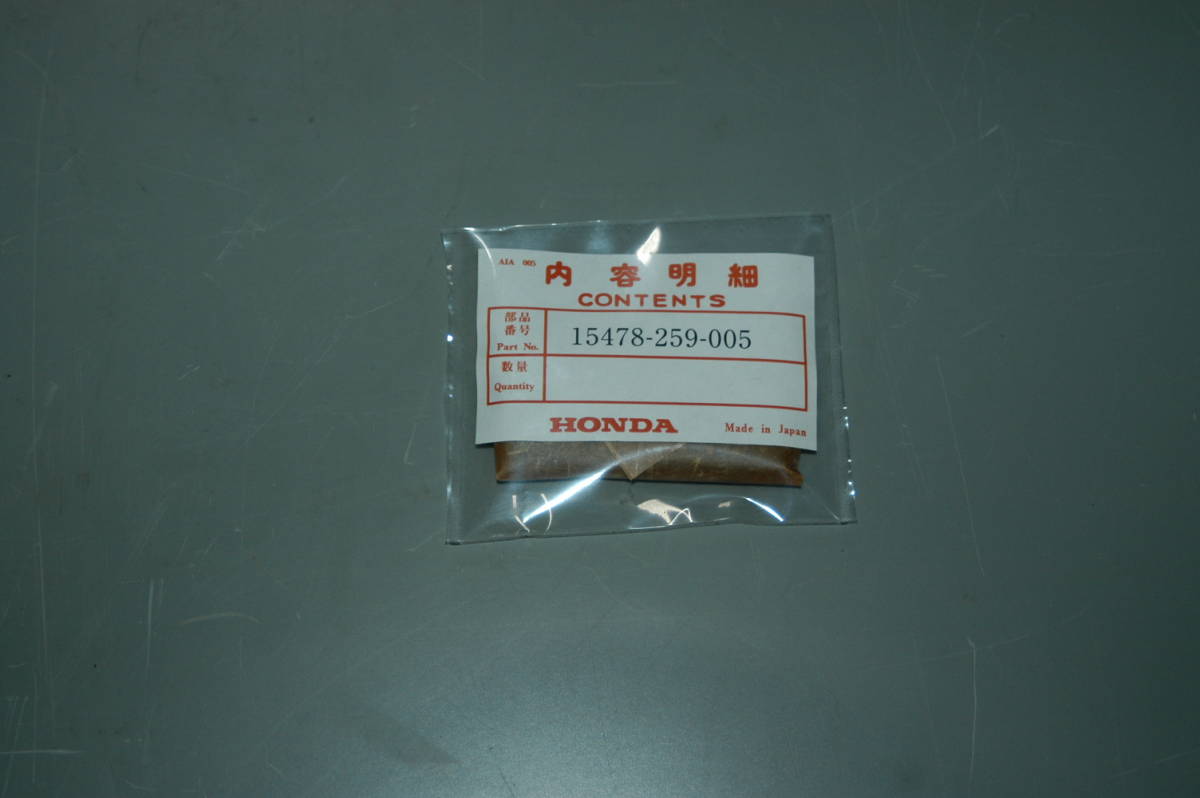 AIA 005
内容明細
CONTENTS
部品
番号
Part No.
15478-259-005
数量
Quantity
HONDA
Made in Japan